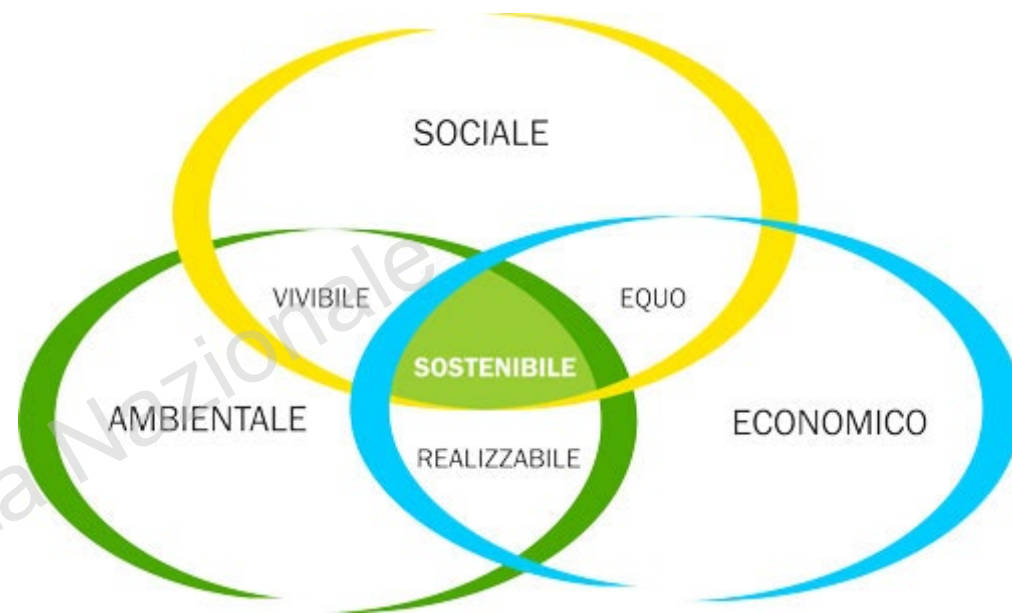 SOCIALE
VIVIBILE
EQUO
SOSTENIBILE
AMBIENTALE
ECONOMICO
REALIZZABILE
Nazionale